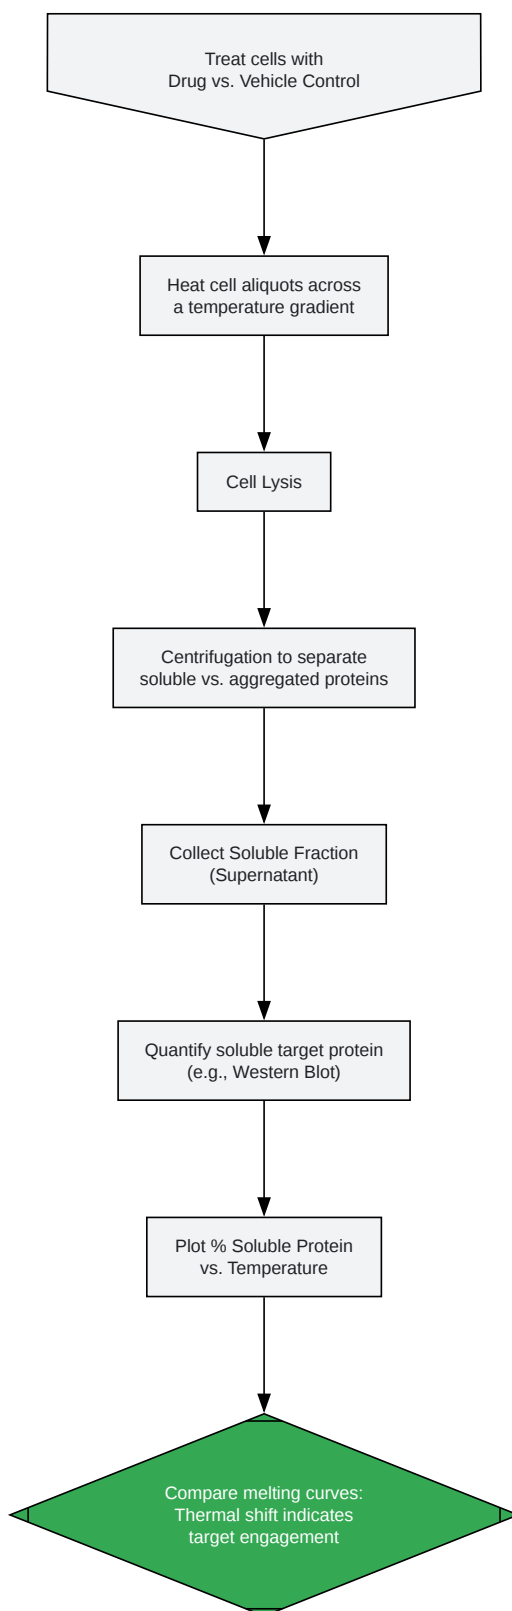 Treat cells with
Drug vs. Vehicle Control
Heat cell aliquots across
a temperature gradient
Cell Lysis
Centrifugation to separate
soluble vs. aggregated proteins
Collect Soluble Fraction
(Supernatant)
Quantify soluble target protein
(e.g., Western Blot)
Plot % Soluble Protein
vs. Temperature
Compare melting curves:
Thermal shift indicates
target engagement